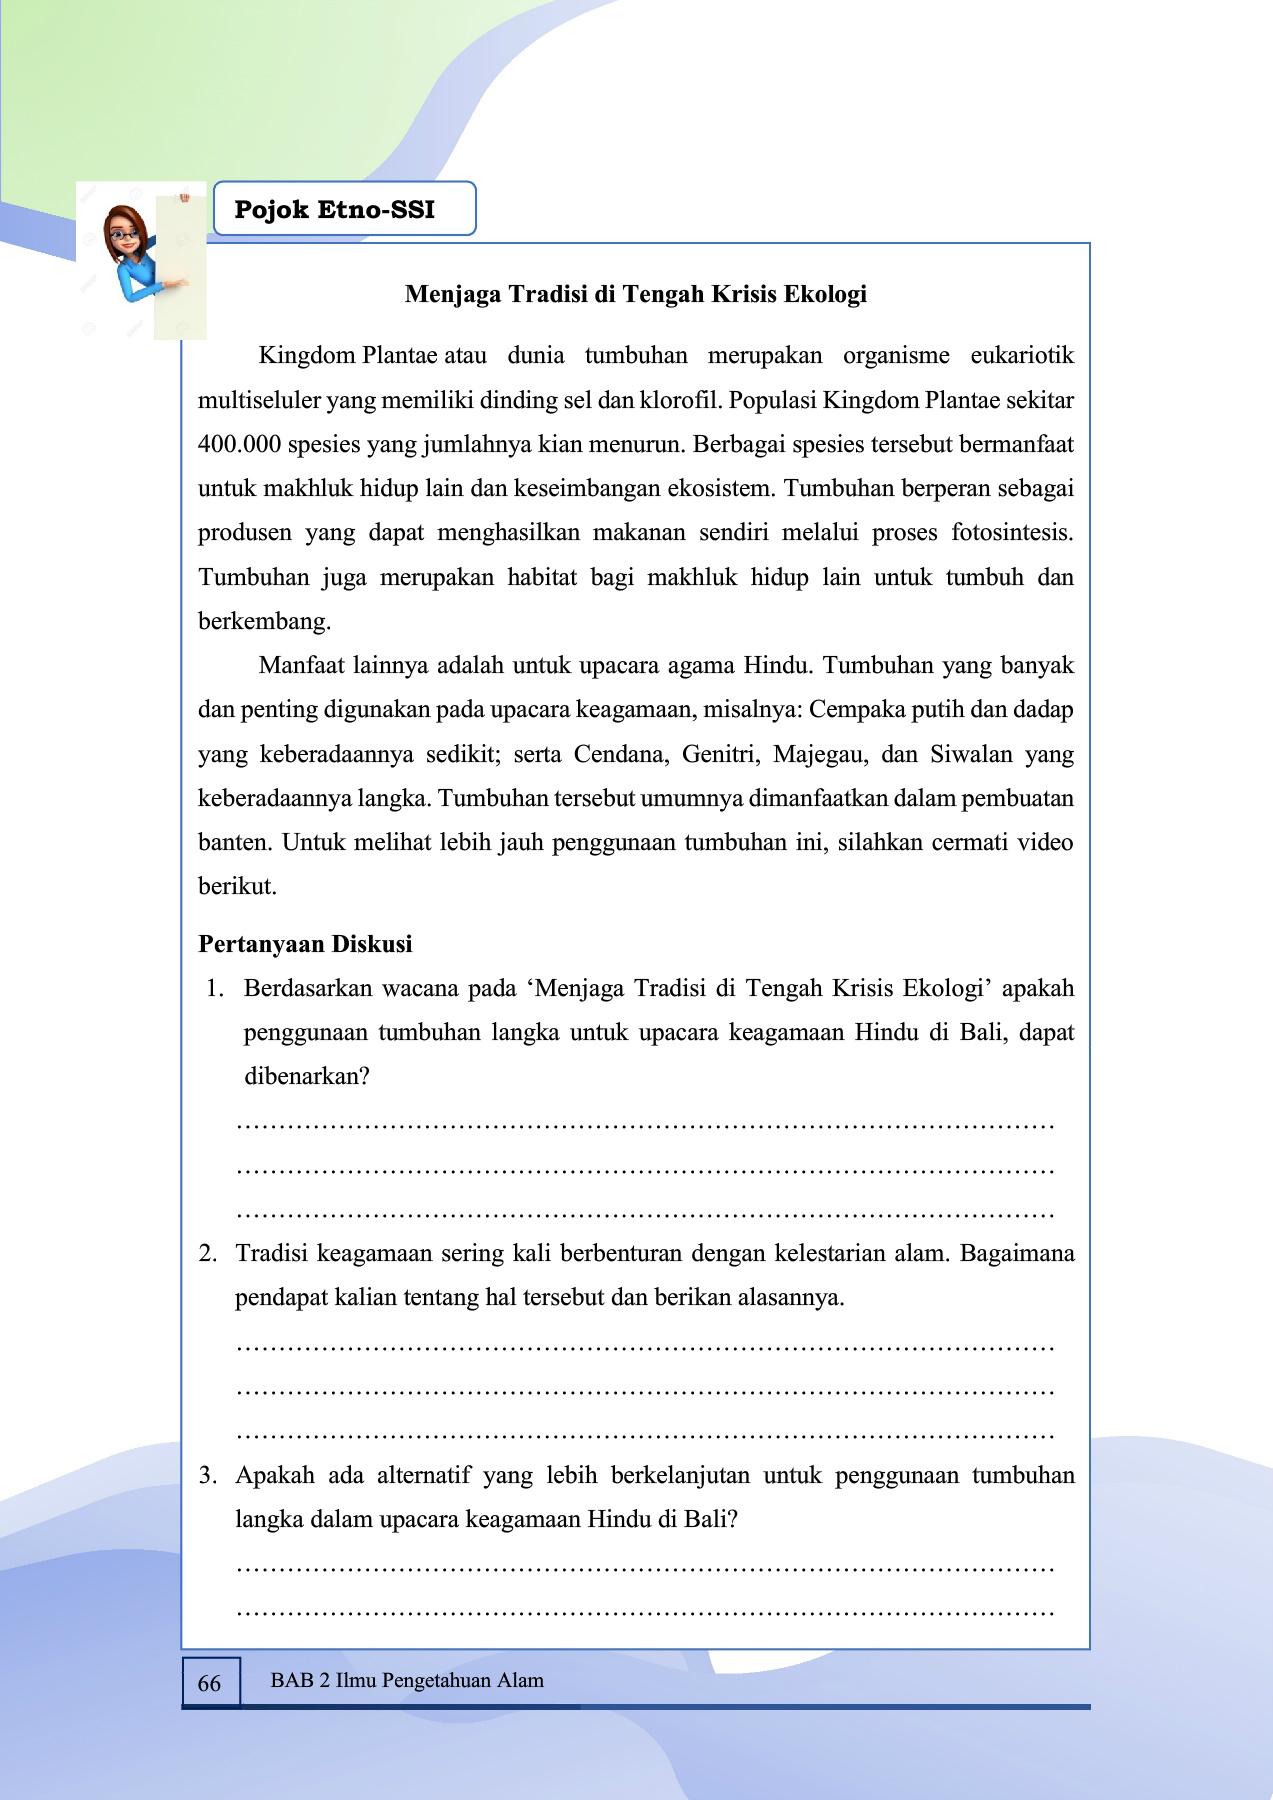 Pojok Etno-SSI
Menjaga Tradisi di Tengah Krisis Ekologi
Kingdom Plantae atau dunia tumbuhan merupakan organisme eukariotik
multiseluler yang memiliki dinding sel dan klorofil. Populasi Kingdom Plantae sekitar
400.000 spesies yang jumlahnya kian menurun. Berbagai spesies tersebut bermanfaat
untuk makhluk hidup lain dan keseimbangan ekosistem. Tumbuhan berperan sebagai
produsen yang dapat menghasilkan makanan sendiri melalui proses fotosintesis.
Tumbuhan juga merupakan habitat bagi makhluk hidup lain untuk tumbuh dan
berkembang.
Manfaat lainnya adalah untuk upacara agama Hindu. Tumbuhan yang banyak
dan penting digunakan pada upacara keagamaan, misalnya: Cempaka putih dan dadap
yang keberadaannya sedikit; serta Cendana, Genitri, Majegau, dan Siwalan yang
keberadaannya langka. Tumbuhan tersebut umumnya dimanfaatkan dalam pembuatan
banten. Untuk melihat lebih jauh penggunaan tumbuhan ini, silahkan cermati video
berikut.
Pertanyaan Diskusi
1. Berdasarkan wacana pada ‘Menjaga Tradisi di Tengah Krisis Ekologi’ apakah
penggunaan tumbuhan langka untuk upacara keagamaan Hindu di Bali, dapat
dibenarkan?
………………………………………………………………………………………
………………………………………………………………………………………
………………………………………………………………………………………
2. Tradisi keagamaan sering kali berbenturan dengan kelestarian alam. Bagaimana
pendapat kalian tentang hal tersebut dan berikan alasannya.
………………………………………………………………………………………
………………………………………………………………………………………
………………………………………………………………………………………
3. Apakah ada alternatif yang lebih berkelanjutan untuk penggunaan tumbuhan
langka dalam upacara keagamaan Hindu di Bali?
………………………………………………………………………………………
………………………………………………………………………………………
66 BAB 2 Ilmu Pengetahuan Alam